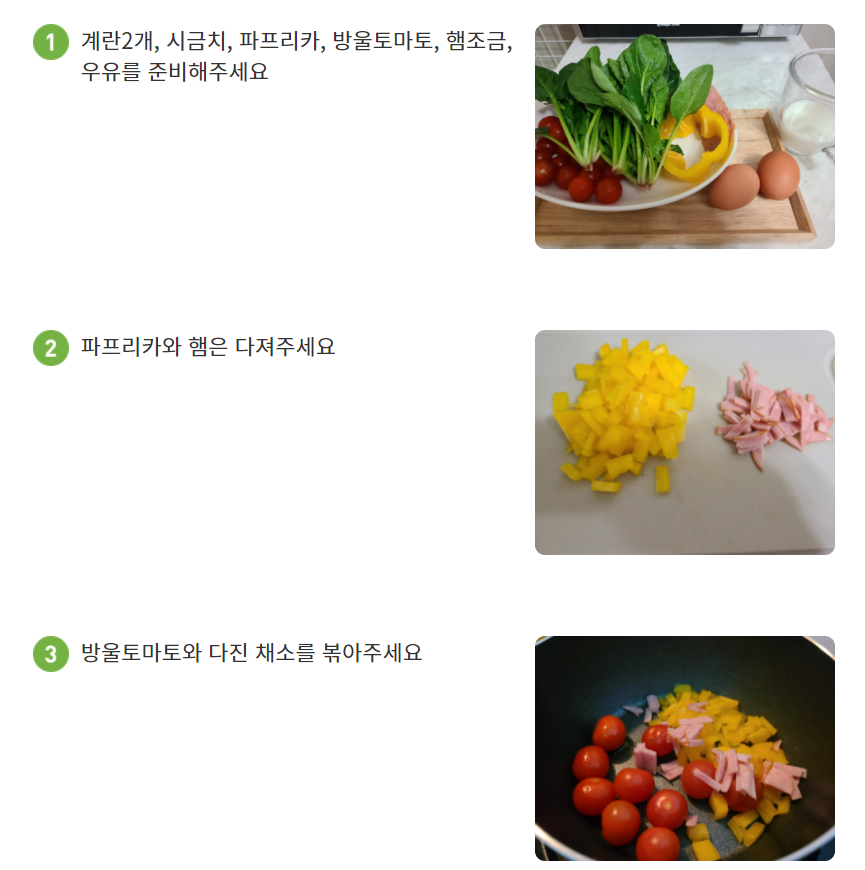 1 계란2개, 시금치, 파프리카, 방울토마토, 햄조금,
우유를 준비해주세요
2 파프리카와 햄은 다져주세요
3 방울토마토와 다진 채소를 볶아주세요